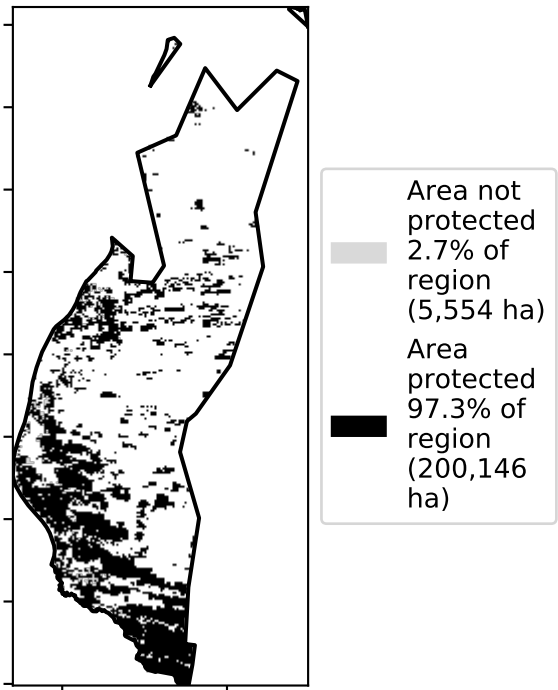 Area not
protected
2.7% of
region
(5,554 ha)
Area
protected
97.3% of
region
(200,146
ha)